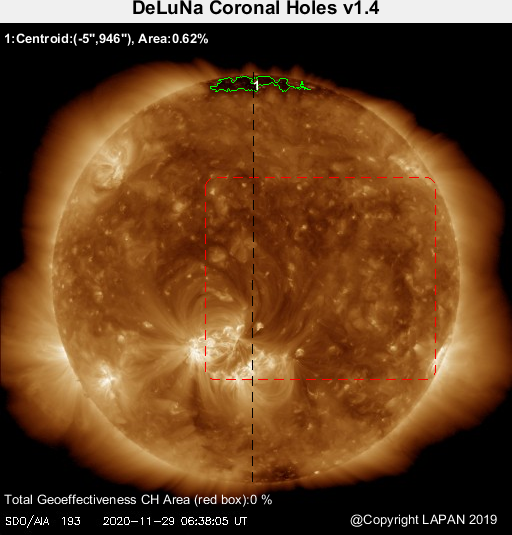 DeLuNa Coronal Holes v1.4
1:Centroid:(-5",946"), Area:0.62%
1
Total Geoeffectiveness CH Area (red box):0 %
SDO/AIA 193 2020-11-29 06:38:05 UT
@Copyright LAPAN 2019